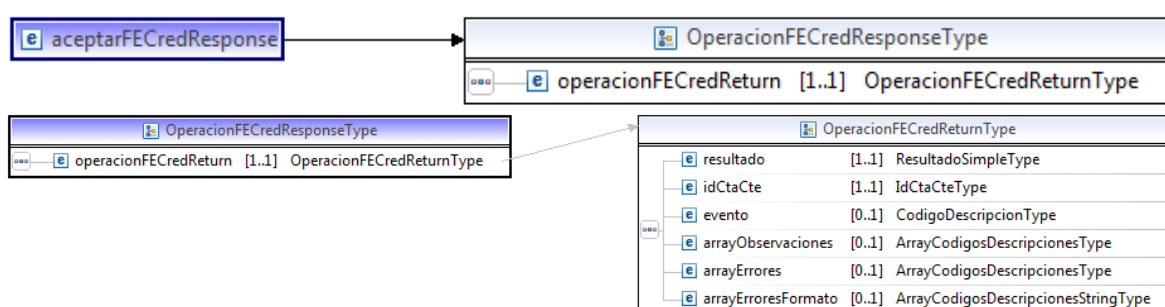 aceptarFECredResponse
OperacionFECredResponseType
operacionFECredReturn [1..1] OperacionFECredReturnType
OperacionFECredResponseType
operacionFECredReturn [1..1] OperacionFECredReturnType
OperacionFECredReturnType
resultado [1..1] ResultadoSimpleType
idCtaCte [1..1] IdCtaCteType
evento [0..1] CodigoDescripcionType
arrayObservaciones [0..1] ArrayCodigosDescripcionesType
arrayErrores [0..1] ArrayCodigosDescripcionesType
arrayErroresFormato [0..1] ArrayCodigosDescripcionesStringType